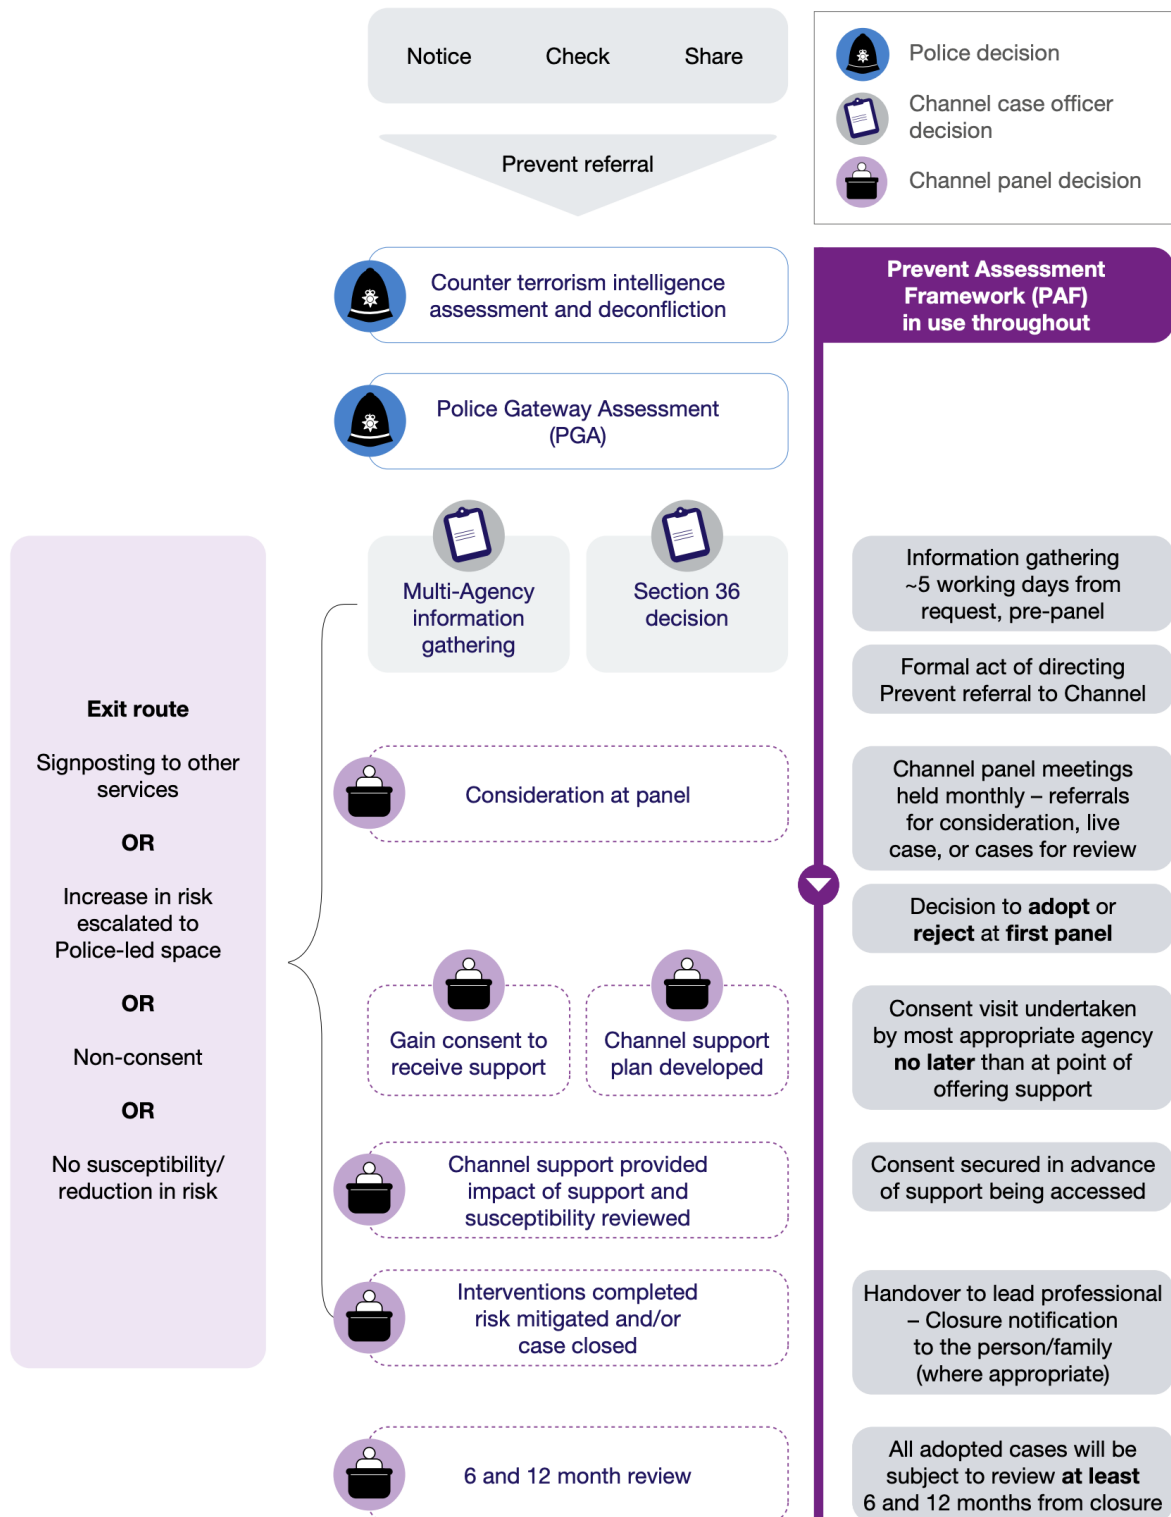 Notice Check Share
Prevent referral
Police decision
Channel case officer
decision
Channel panel decision
Counter terrorism intelligence
assessment and deconfliction
Prevent Assessment
Framework (PAF)
in use throughout
Police Gateway Assessment
(PGA)
Multi-Agency
information
gathering
Section 36
decision
Information gathering
~5 working days from
request, pre-panel
Formal act of directing
Prevent referral to Channel
Exit route
Signposting to other
services
OR
Increase in risk
escalated to
Police-led space
OR
Non-consent
OR
No susceptibility/
reduction in risk
Consideration at panel
Channel panel meetings
held monthly – referrals
for consideration, live
case, or cases for review
Decision to adopt or
reject at first panel
Gain consent to
receive support
Channel support
plan developed
Consent visit undertaken
by most appropriate agency
no later than at point of
offering support
Channel support provided
impact of support and
susceptibility reviewed
Consent secured in advance
of support being accessed
Interventions completed
risk mitigated and/or
case closed
Handover to lead professional
– Closure notification
to the person/family
(where appropriate)
6 and 12 month review
All adopted cases will be
subject to review at least
6 and 12 months from closure